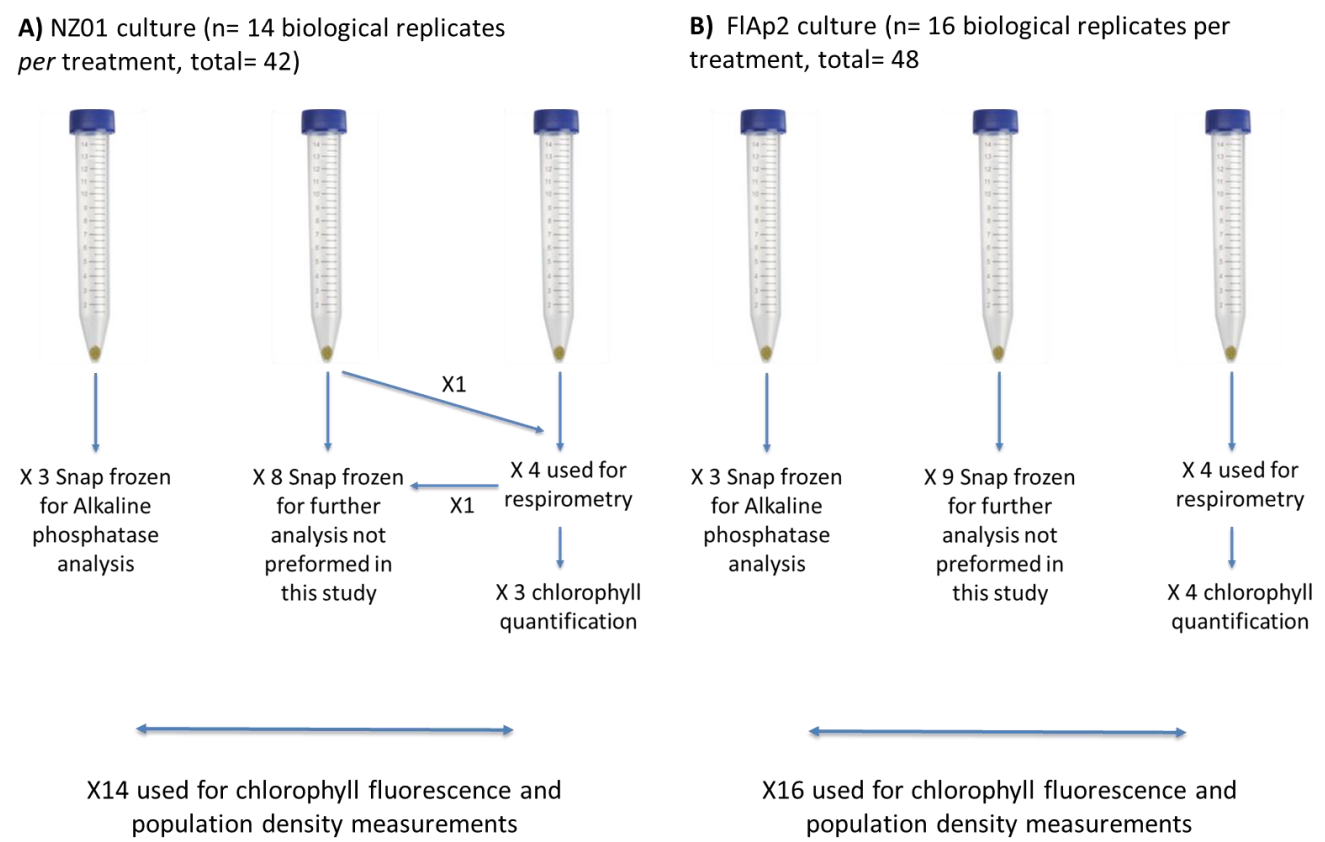 A) NZ01 culture (n= 14 biological replicates
per treatment, total= 42)
X1
X 3 Snap frozen
for Alkaline
phosphatase
analysis
X 8 Snap frozen
for further
analysis not
preformed in
this study
X1
X 4 used for
respirometry
X 3 chlorophyll
quantification
X14 used for chlorophyll fluorescence and
population density measurements
B) FlAp2 culture (n= 16 biological replicates per
treatment, total= 48
X 3 Snap frozen
for Alkaline
phosphatase
analysis
X 9 Snap frozen
for further
analysis not
preformed in
this study
X 4 used for
respirometry
X 4 chlorophyll
quantification
X16 used for chlorophyll fluorescence and
population density measurements